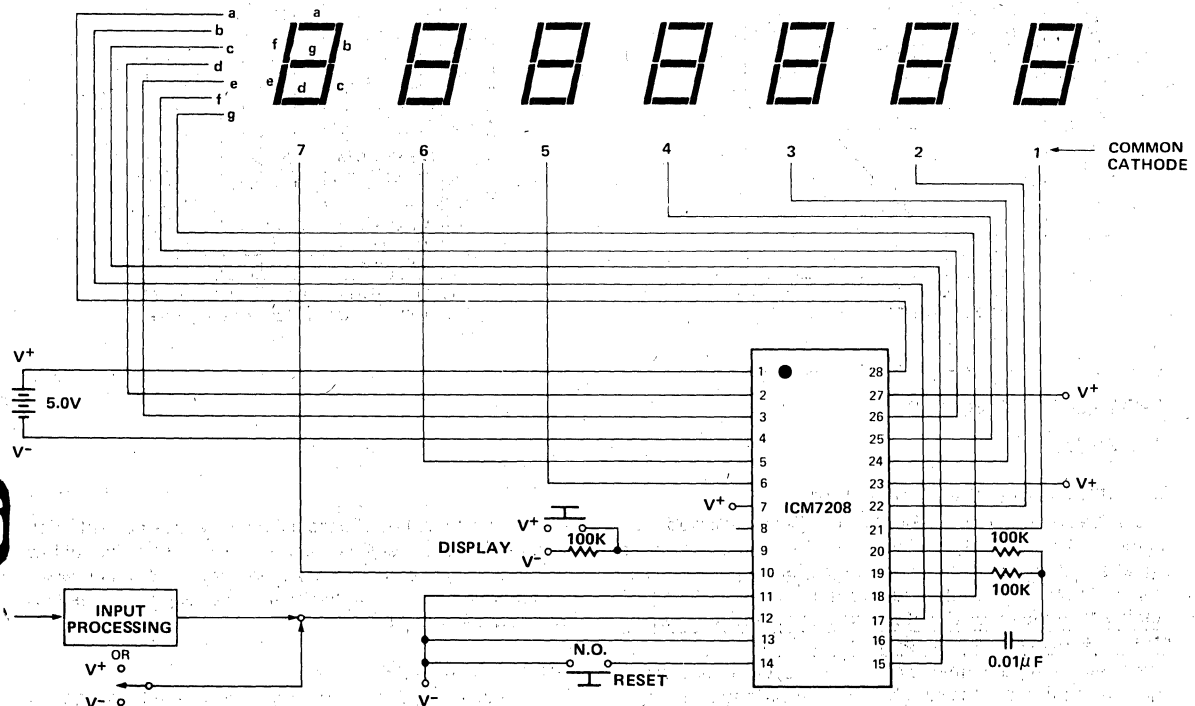 a a
b
c f g b
d
e e d c
f
g
7 6 5 4 3 2 1 COMMON
CATHODE
V+
5.0V
V-
1 28
2 27 V+
3 26
4 25
5 24
6 23 V+
V+ 7 ICM7208 22
8 21
V+
DISPLAY 100K
V-
9 20 100K
10 19 100K
11 18
12 17
13 16 0.01μF
14 15
INPUT
PROCESSING
OR
V+
V-
N.O.
RESET
V-